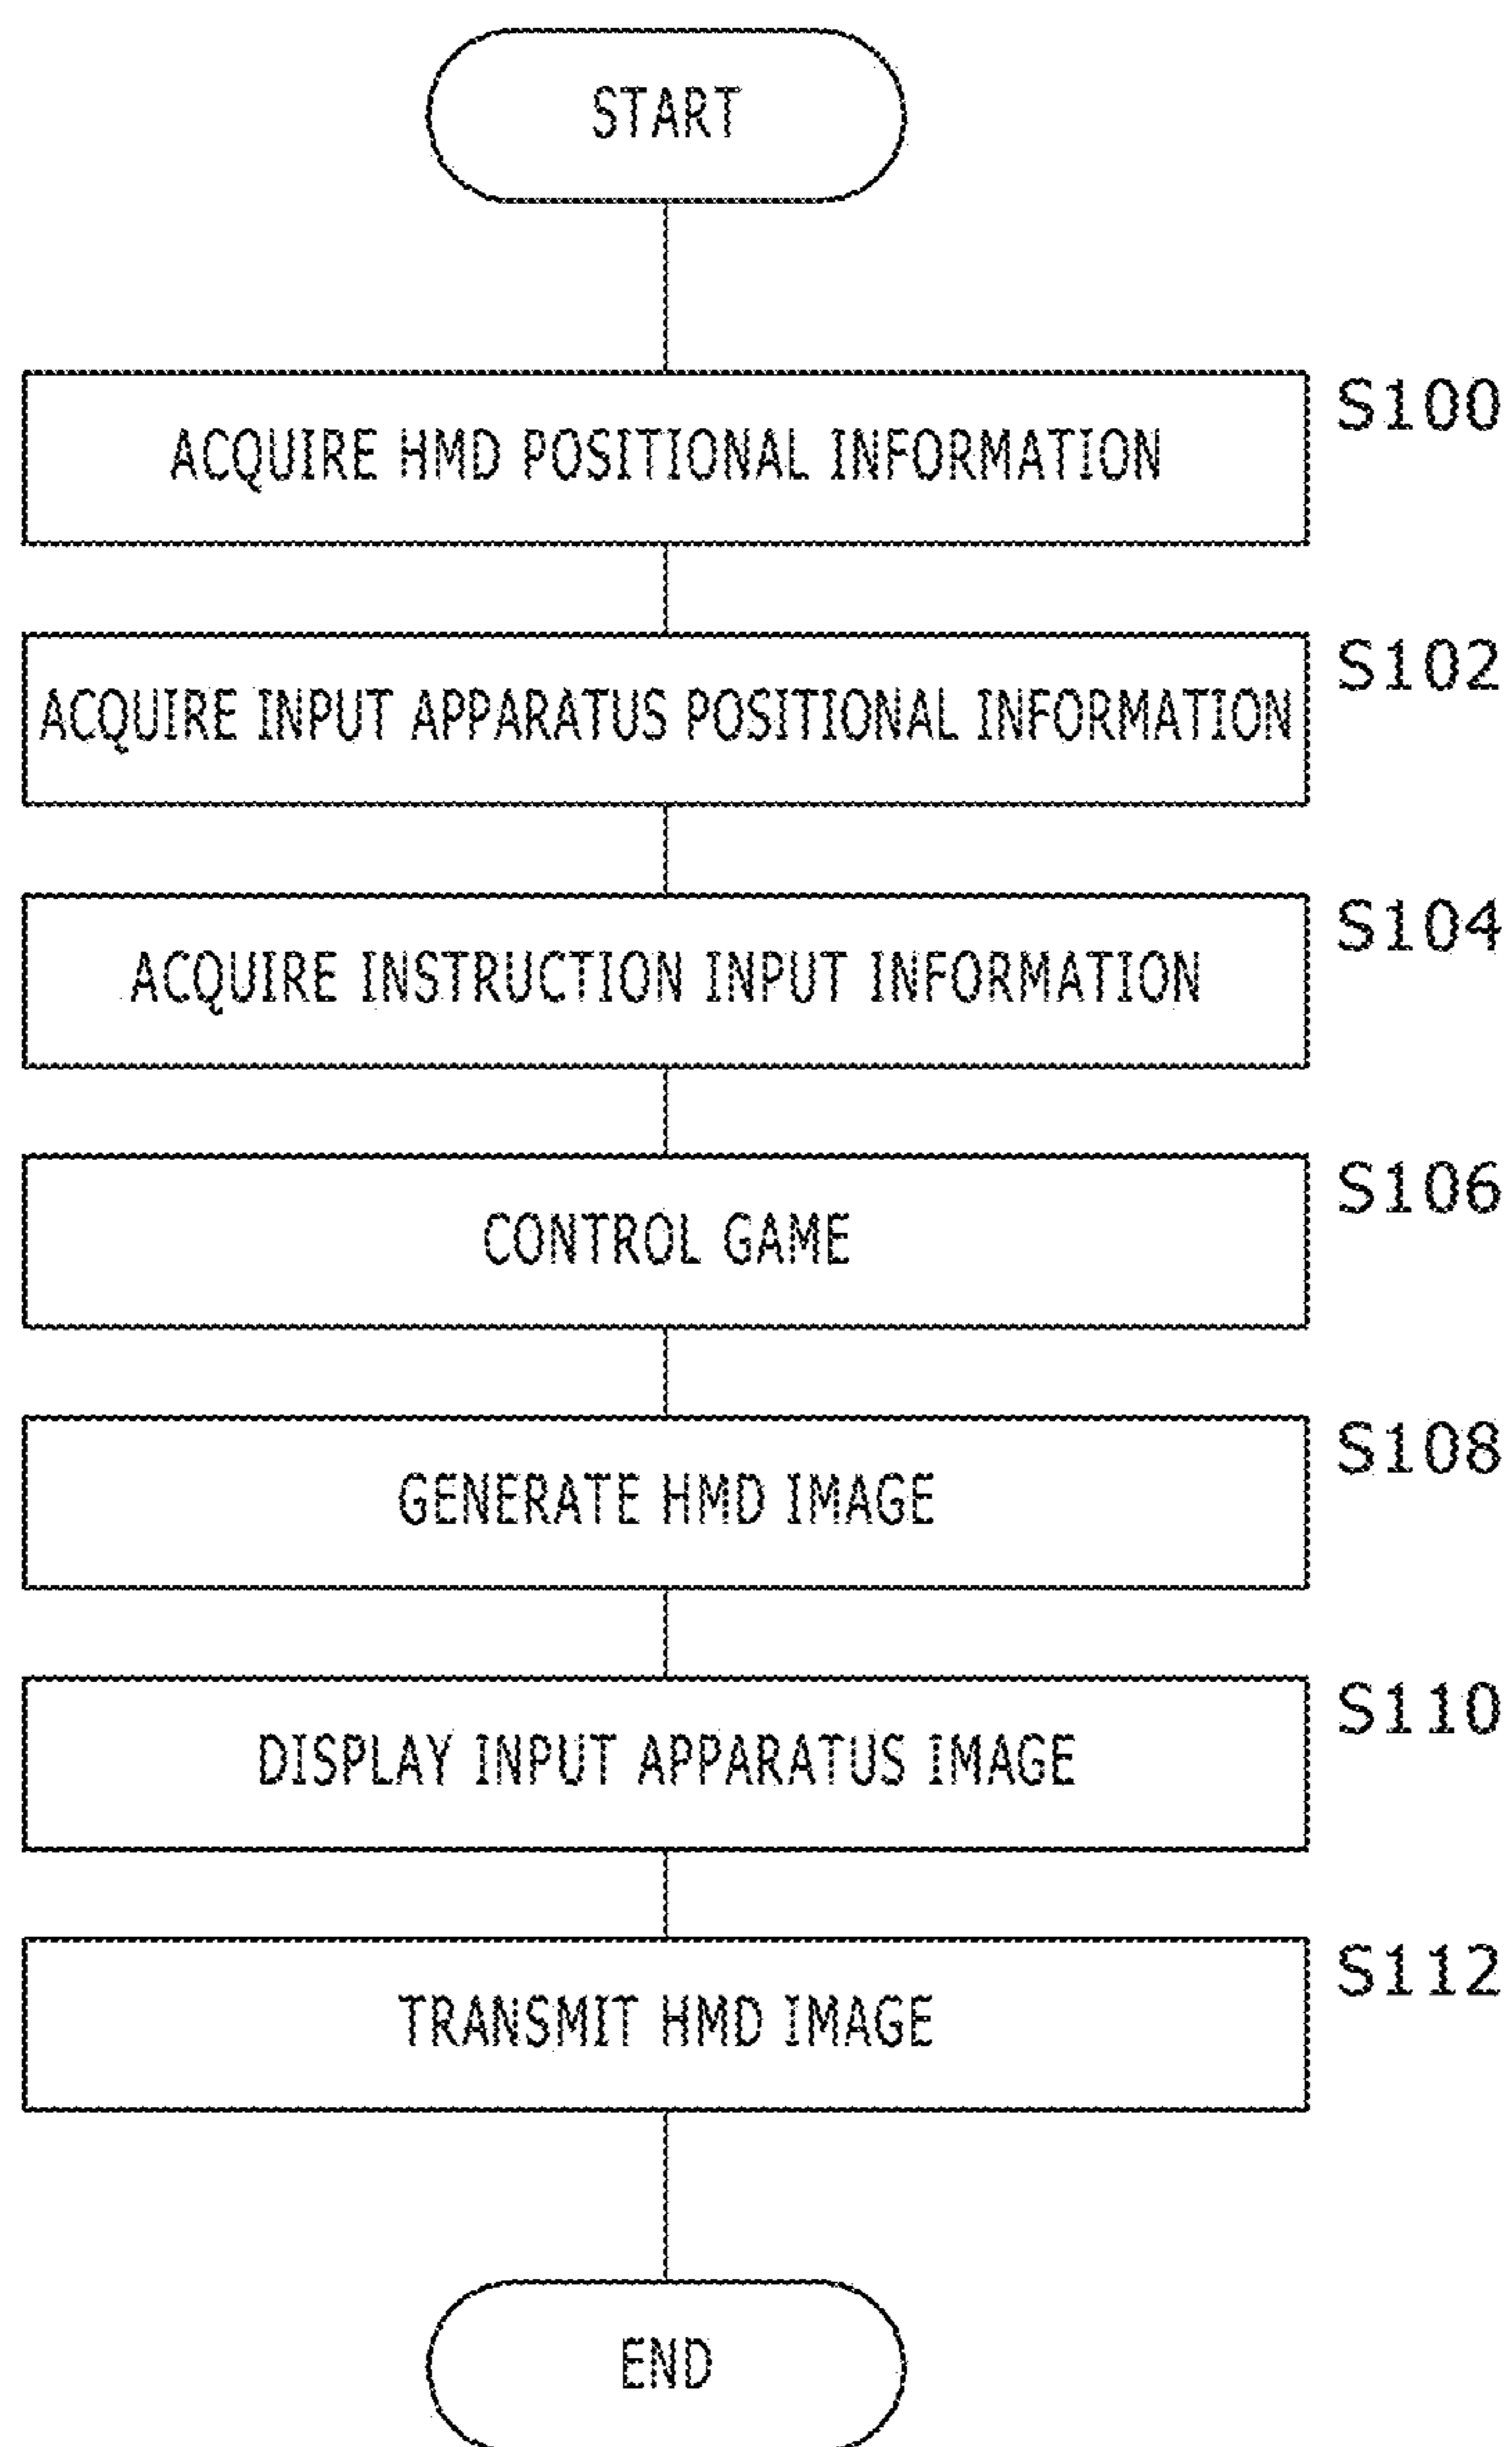 START
ACQUIRE HMD POSITIONAL INFORMATION
S100
ACQUIRE INPUT APPARATUS POSITIONAL INFORMATION
S102
ACQUIRE INSTRUCTION INPUT INFORMATION
S104
CONTROL GAME
S106
GENERATE HMD IMAGE
S108
DISPLAY INPUT APPARATUS IMAGE
S110
TRANSMIT HMD IMAGE
S112
END